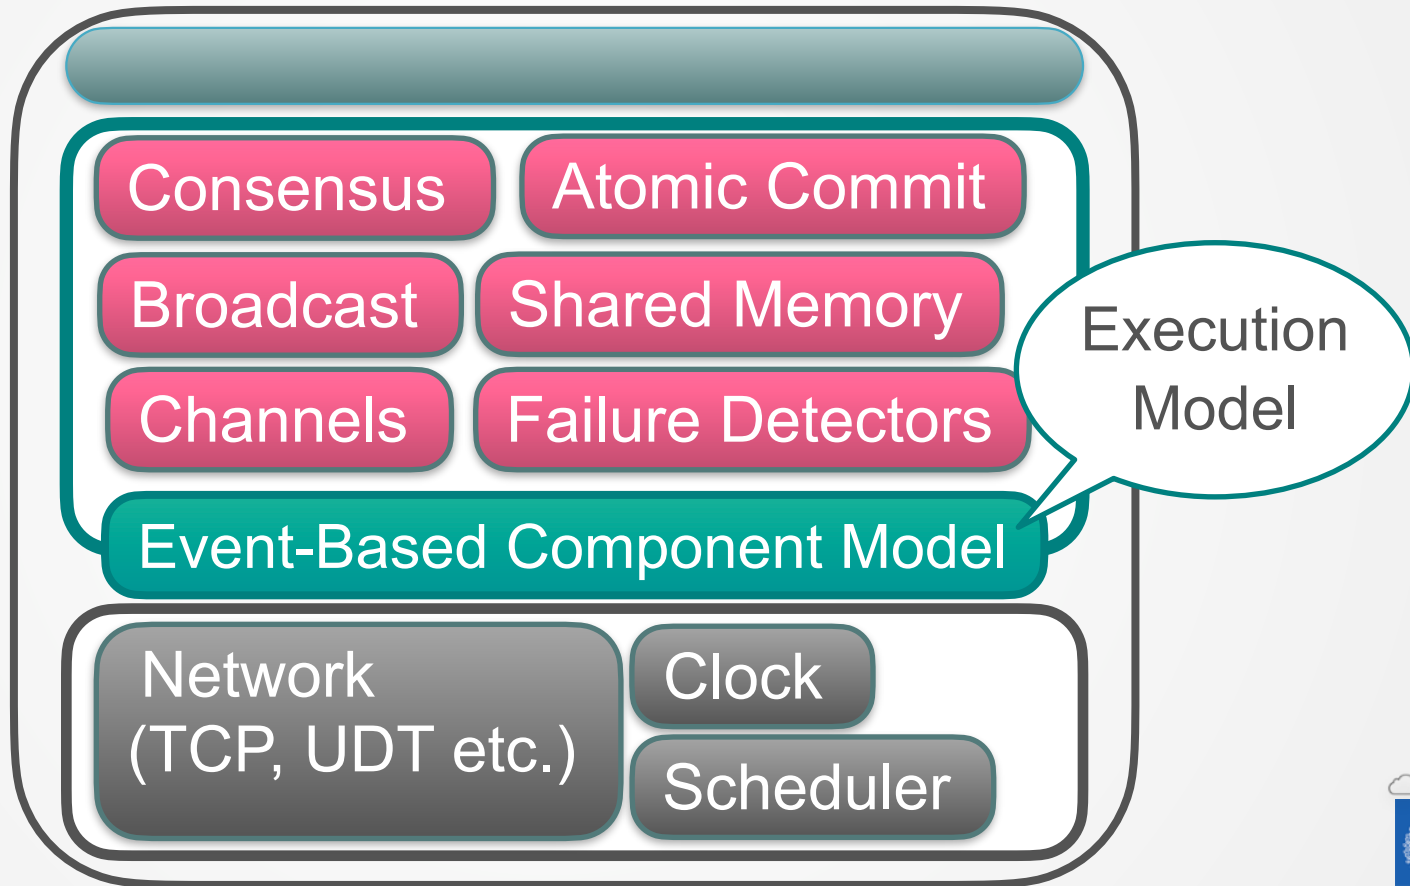 Consensus
Atomic Commit
Broadcast
Shared Memory
Channels
Failure Detectors
Execution
Model
Event-Based Component Model
Network
(TCP, UDT etc.)
Clock
Scheduler